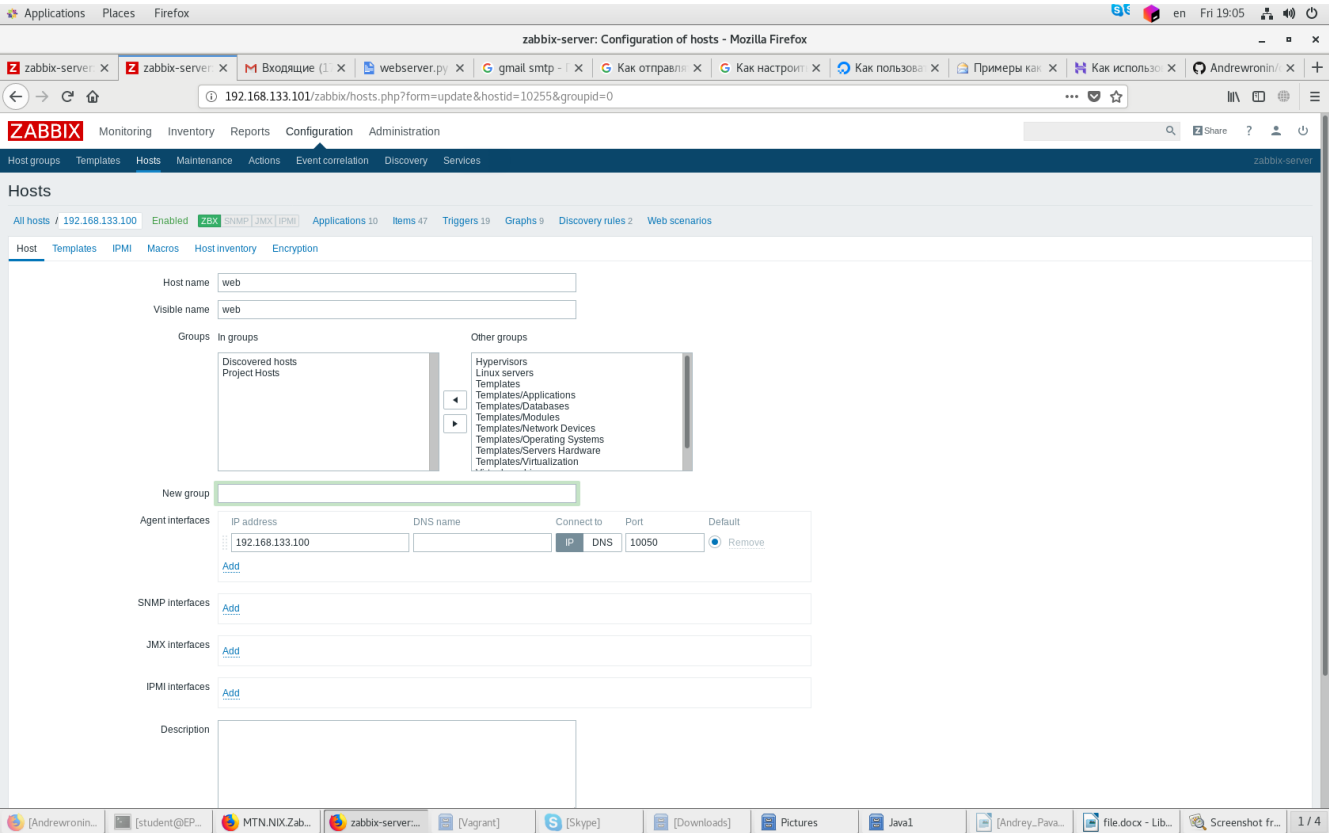 Applications Places Firefox en Fri 19:05
zabbix-server: Configuration of hosts - Mozilla Firefox
zabbix-server: zabbix-server: Входящие (1 webserver.py gmail smtp - Г Как отправля Как настроит Как пользова Примеры как Как использо Andrewronin/
192.168.133.101/zabbix/hosts.php?form=update&hostid=10255&groupid=0
ZABBIX Monitoring Inventory Reports Configuration Administration Z Share ?
Host groups Templates Hosts Maintenance Actions Event correlation Discovery Services zabbix-server
Hosts
All hosts / 192.168.133.100 Enabled ZBX SNMP JMX IPMI Applications 10 Items 47 Triggers 19 Graphs 9 Discovery rules 2 Web scenarios
Host Templates IPMI Macros Host inventory Encryption
Host name web
Visible name web
Groups In groups Other groups
Discovered hosts Hypervisors
Project Hosts Linux servers
Templates
Templates/Applications
Templates/Databases
Templates/Modules
Templates/Network Devices
Templates/Operating Systems
Templates/Servers Hardware
Templates/Virtualization
New group
Agent interfaces IP address DNS name Connect to Port Default
192.168.133.100 IP DNS 10050 Remove
Add
SNMP interfaces Add
JMX interfaces Add
IPMI interfaces Add
Description
[Andrewronin... [student@EP... MTN.NIX.Zab... zabbix-server:... [Vagrant] [Skype] [Downloads] Pictures Java1 [Andrey_Pava... file.docx - Lib... Screenshot fr... 1 / 4